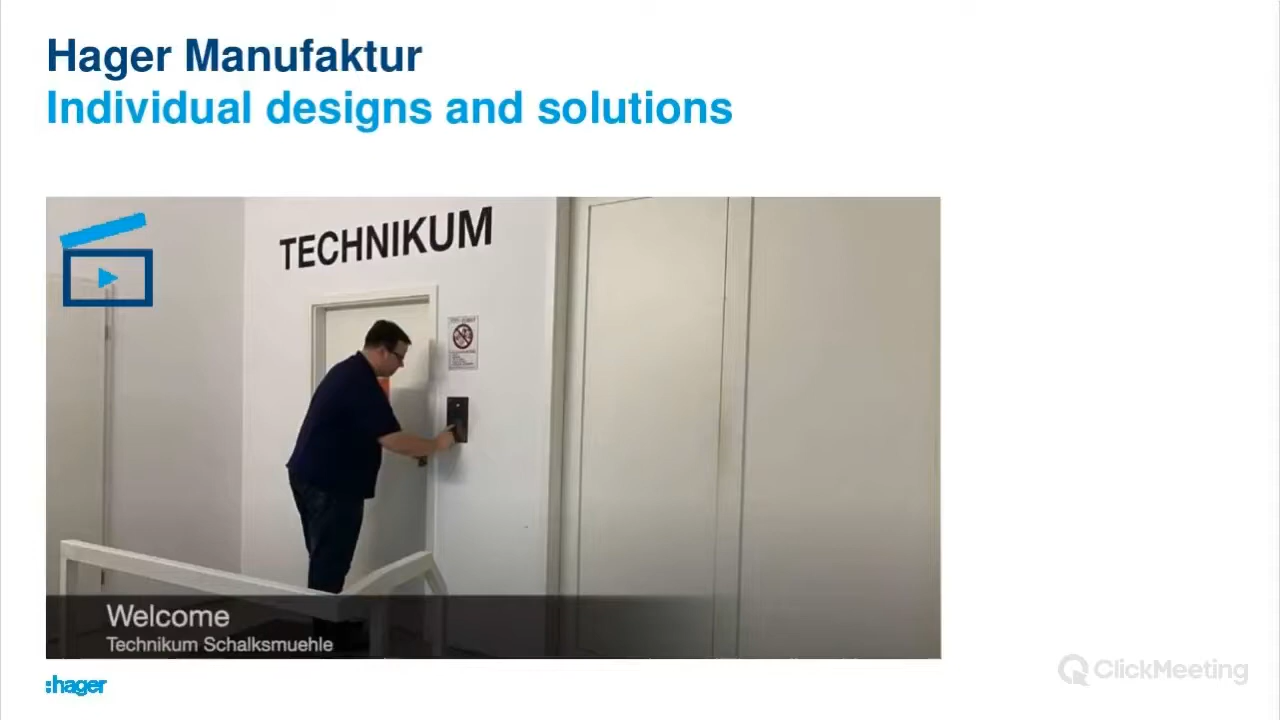 Hager Manufaktur
Individual designs and solutions
TECHNIKUM
Welcome
Technikum Schalksmuehle
:hager
ClickMeeting